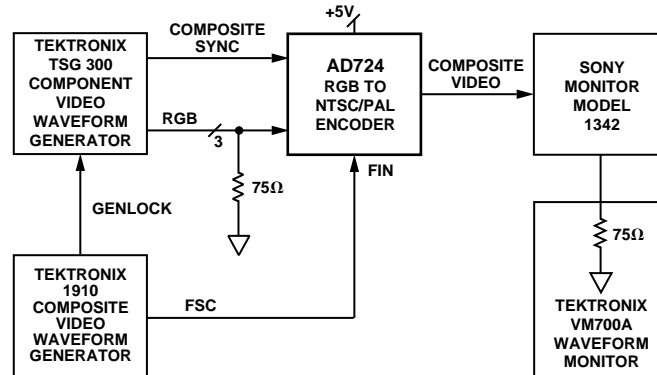 +5V
TEKTRONIX
TSG 300
COMPONENT
VIDEO
WAVEFORM
GENERATOR
COMPOSITE
SYNC
RGB
3
75Ω
AD724
RGB TO
NTSC/PAL
ENCODER
COMPOSITE
VIDEO
SONY
MONITOR
MODEL
1342
FIN
GENLOCK
75Ω
TEKTRONIX
1910
COMPOSITE
VIDEO
WAVEFORM
GENERATOR
FSC
TEKTRONIX
VM700A
WAVEFORM
MONITOR